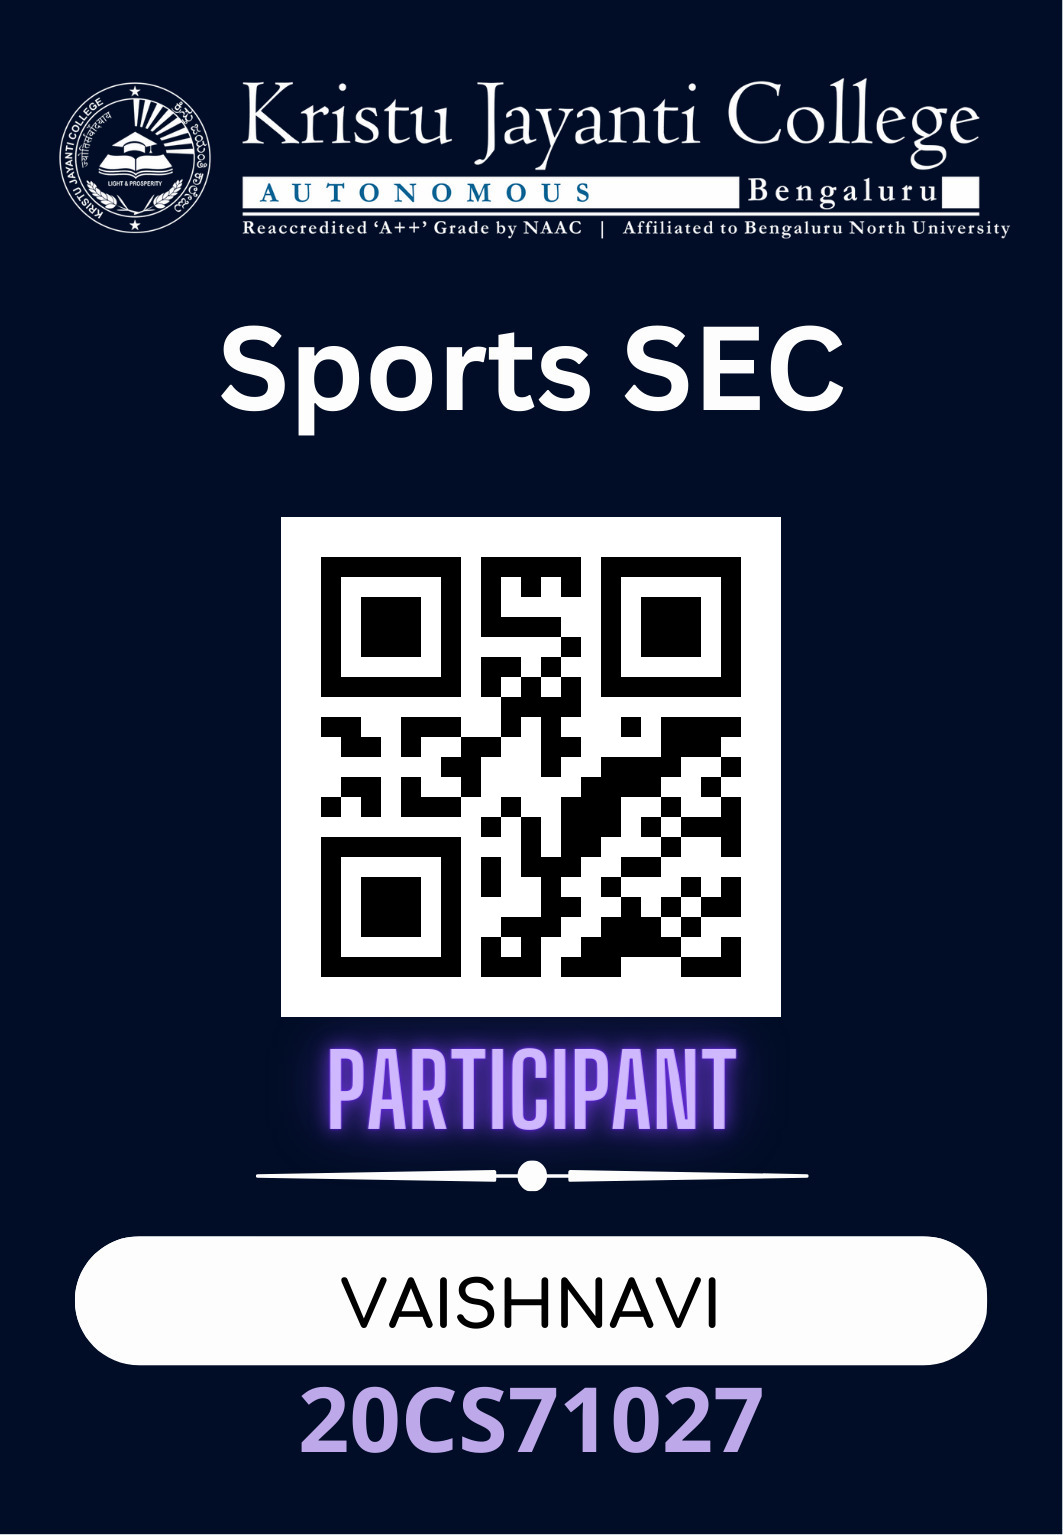 KRISTU JAYANTI COLLEGE
ಕ್ರಿಸ್ತು ಜಯಂತಿ ಕಾಲೇಜು
LIGHT & PROSPERITY
Kristu Jayanti College
AUTONOMOUS Bengaluru
Reaccredited ‘A++’ Grade by NAAC | Affiliated to Bengaluru North University
Sports SEC
PARTICIPANT
VAISHNAVI
20CS71027